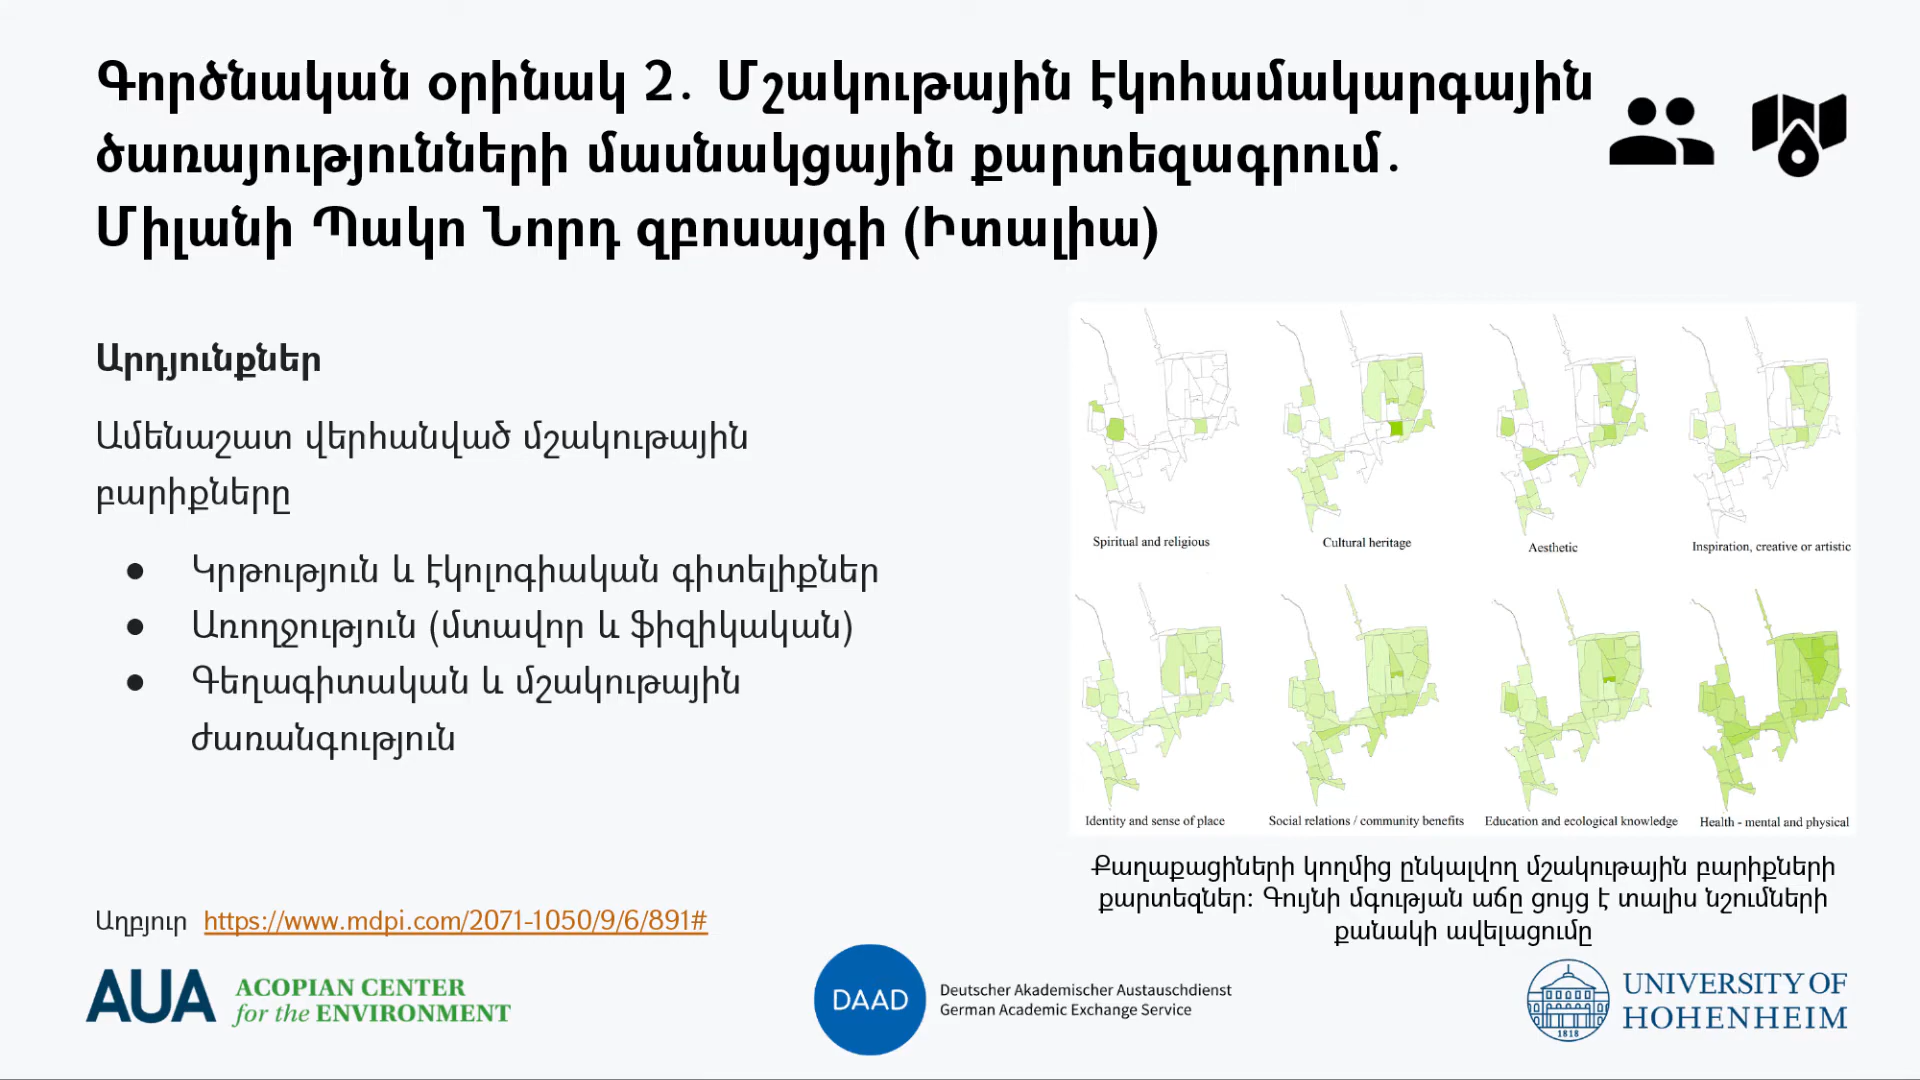 Գործնական օրինակ 2. Մշակութային էկոհամակարգային
ծառայությունների մասնակցային քարտեզագրում.
Միլանի Պակո Նորդ զբոսայգի (Իտալիա)
Արդյունքներ
Ամենաշատ վերհանված մշակութային
բարիքները
● Կրթություն և էկոլոգիական գիտելիքներ
● Առողջություն (մտավոր և ֆիզիկական)
● Գեղագիտական և մշակութային
ժառանգություն
Spiritual and religious
Cultural heritage
Aesthetic
Inspiration, creative or artistic
Identity and sense of place
Social relations / community benefits
Education and ecological knowledge
Health - mental and physical
Քաղաքացիների կողմից ընկալվող մշակութային բարիքների
քարտեզներ: Գույնի մգության աճը ցույց է տալիս նշումների
քանակի ավելացումը
Աղբյուր https://www.mdpi.com/2071-1050/9/6/891#
AUA ACOPIAN CENTER
for the ENVIRONMENT
DAAD
Deutscher Akademischer Austauschdienst
German Academic Exchange Service
1818
UNIVERSITY OF
HOHENHEIM